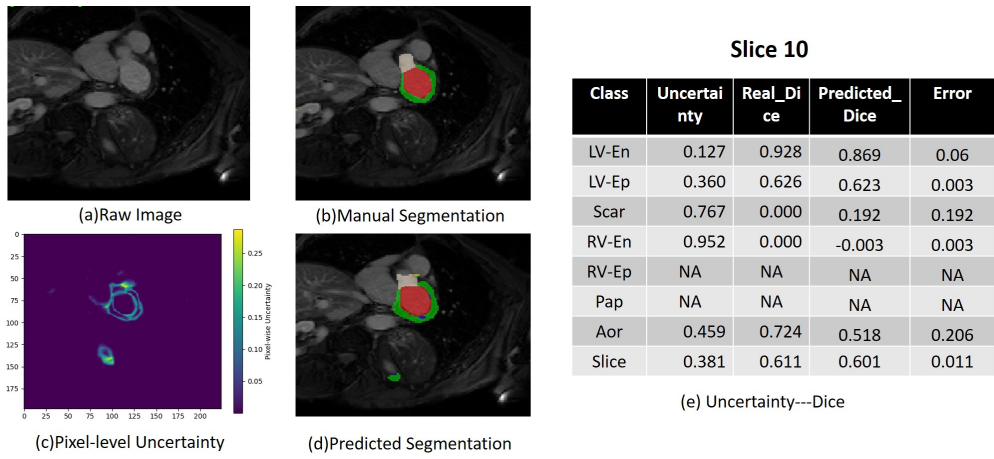 (a)Raw Image
(b)Manual Segmentation
0
25
50
75
100
125
150
175
0 25 50 75 100 125 150 175 200
0.25
0.20
0.15
0.10
0.05
Pixel-wise Uncertainty
(c)Pixel-level Uncertainty
(d)Predicted Segmentation
Slice 10
Class Uncertai Real_Di Predicted_ Error
nty ce Dice
LV-En 0.127 0.928 0.869 0.06
LV-Ep 0.360 0.626 0.623 0.003
Scar 0.767 0.000 0.192 0.192
RV-En 0.952 0.000 -0.003 0.003
RV-Ep NA NA NA NA
Pap NA NA NA NA
Aor 0.459 0.724 0.518 0.206
Slice 0.381 0.611 0.601 0.011
(e) Uncertainty---Dice